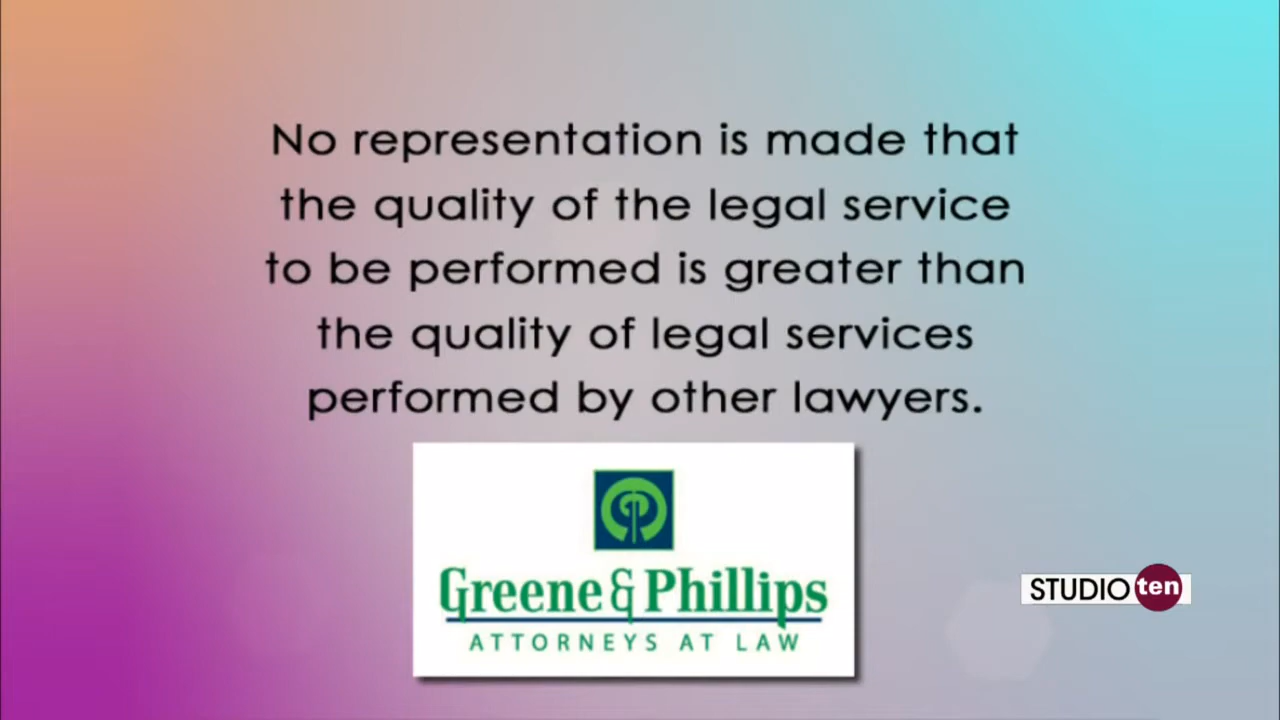 No representation is made that
the quality of the legal service
to be performed is greater than
the quality of legal services
performed by other lawyers.
Greene & Phillips
ATTORNEYS AT LAW
STUDIO ten